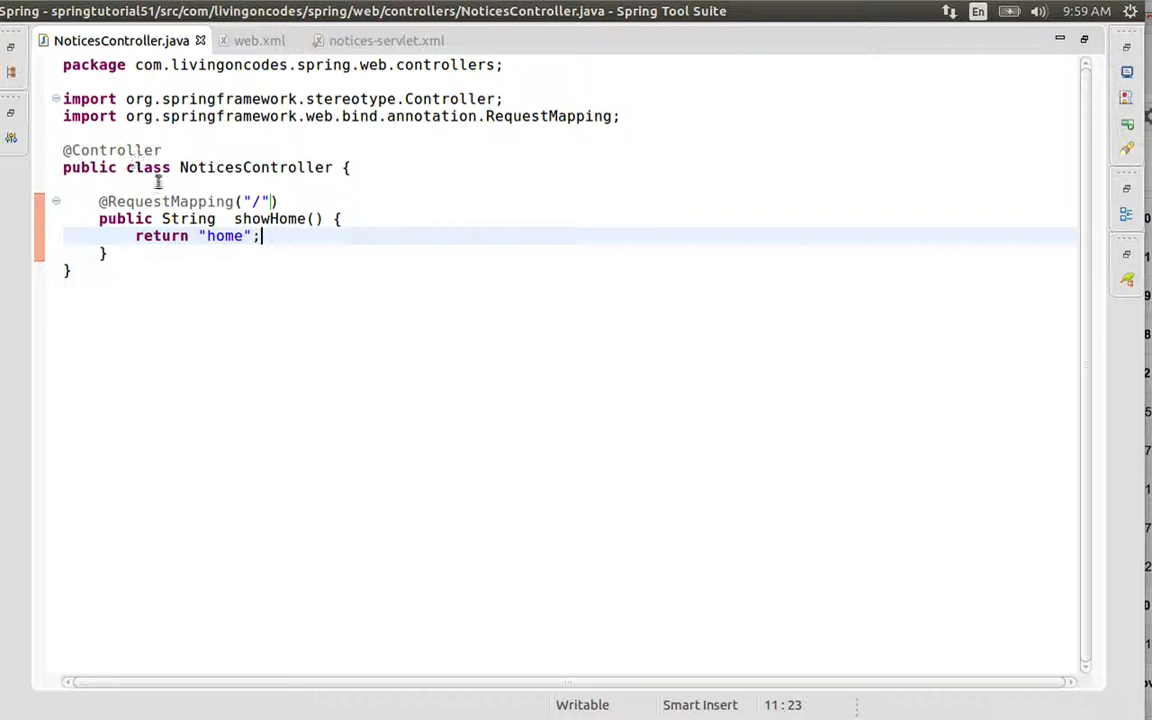 Spring - springtutorial51/src/com/livingoncodes/spring/web/controllers/NoticesController.java - Spring Tool Suite
En
9:59 AM
NoticesController.java
web.xml
notices-servlet.xml
package com.livingoncodes.spring.web.controllers;
import org.springframework.stereotype.Controller;
import org.springframework.web.bind.annotation.RequestMapping;
@Controller
public class NoticesController {
@RequestMapping("/")
public String  showHome() {
return "home";
}
}
Writable
Smart Insert
11 : 23